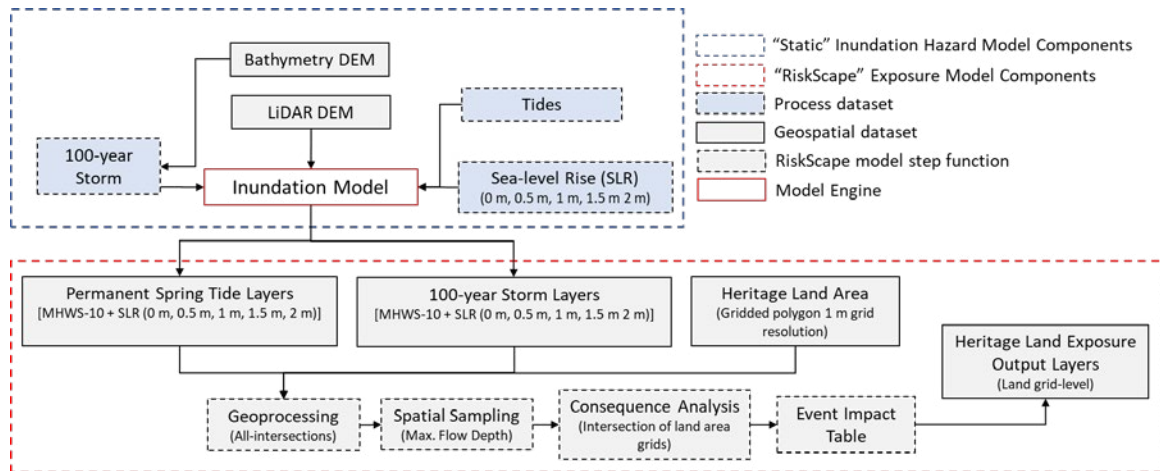 Bathymetry DEM
LiDAR DEM
Tides
100-year
Storm
Inundation Model
Sea-level Rise (SLR)
(0 m, 0.5 m, 1 m, 1.5 m 2 m)
“Static” Inundation Hazard Model Components
“RiskScape” Exposure Model Components
Process dataset
Geospatial dataset
RiskScape model step function
Model Engine
Permanent Spring Tide Layers
[MHWS-10 + SLR (0 m, 0.5 m, 1 m, 1.5 m, 2 m)]
100-year Storm Layers
[MHWS-10 + SLR (0 m, 0.5 m, 1 m, 1.5 m 2 m)]
Heritage Land Area
(Gridded polygon 1 m grid
resolution)
Heritage Land Exposure
Output Layers
(Land grid-level)
Geoprocessing
(All-intersections)
Spatial Sampling
(Max. Flow Depth)
Consequence Analysis
(Intersection of land area
grids)
Event Impact
Table